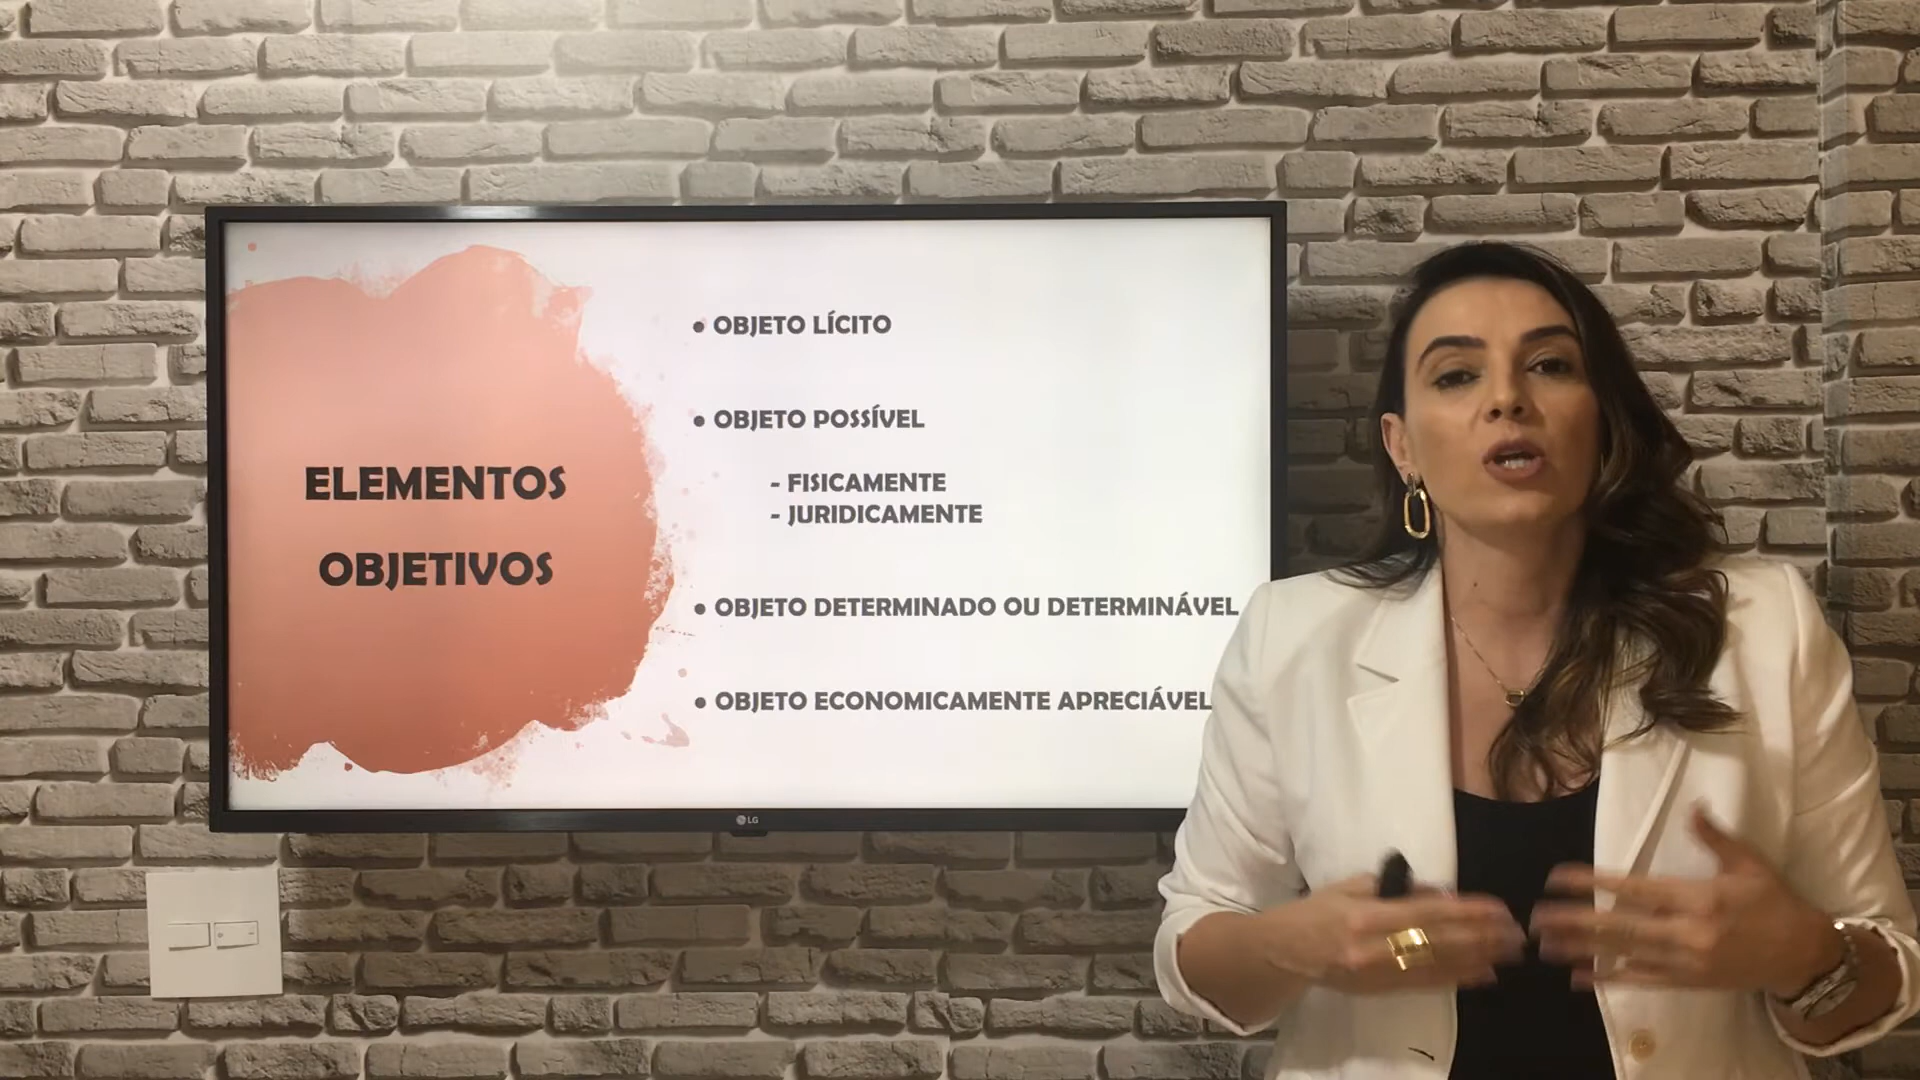 ELEMENTOS
OBJETIVOS
• OBJETO LÍCITO
• OBJETO POSSÍVEL
- FISICAMENTE
- JURIDICAMENTE
• OBJETO DETERMINADO OU DETERMINÁVEL
• OBJETO ECONOMICAMENTE APRECIÁVEL
LG